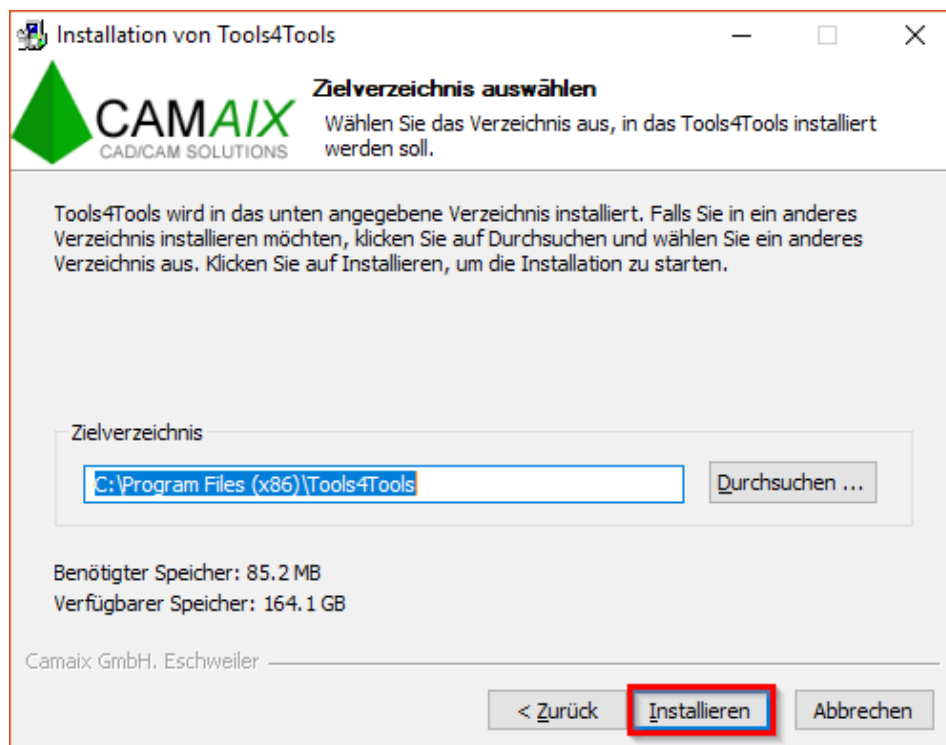 Installation von Tools4Tools
CAMAIX
CAD/CAM SOLUTIONS
Zielverzeichnis auswählen
Wählen Sie das Verzeichnis aus, in das Tools4Tools installiert
werden soll.
Tools4Tools wird in das unten angegebene Verzeichnis installiert. Falls Sie in ein anderes
Verzeichnis installieren möchten, klicken Sie auf Durchsuchen und wählen Sie ein anderes
Verzeichnis aus. Klicken Sie auf Installieren, um die Installation zu starten.
Zielverzeichnis
C:\Program Files (x86)\Tools4Tools
Durchsuchen ...
Benötigter Speicher: 85.2 MB
Verfügbarer Speicher: 164.1 GB
Camaix GmbH, Eschweiler
< Zurück Installieren Abbrechen